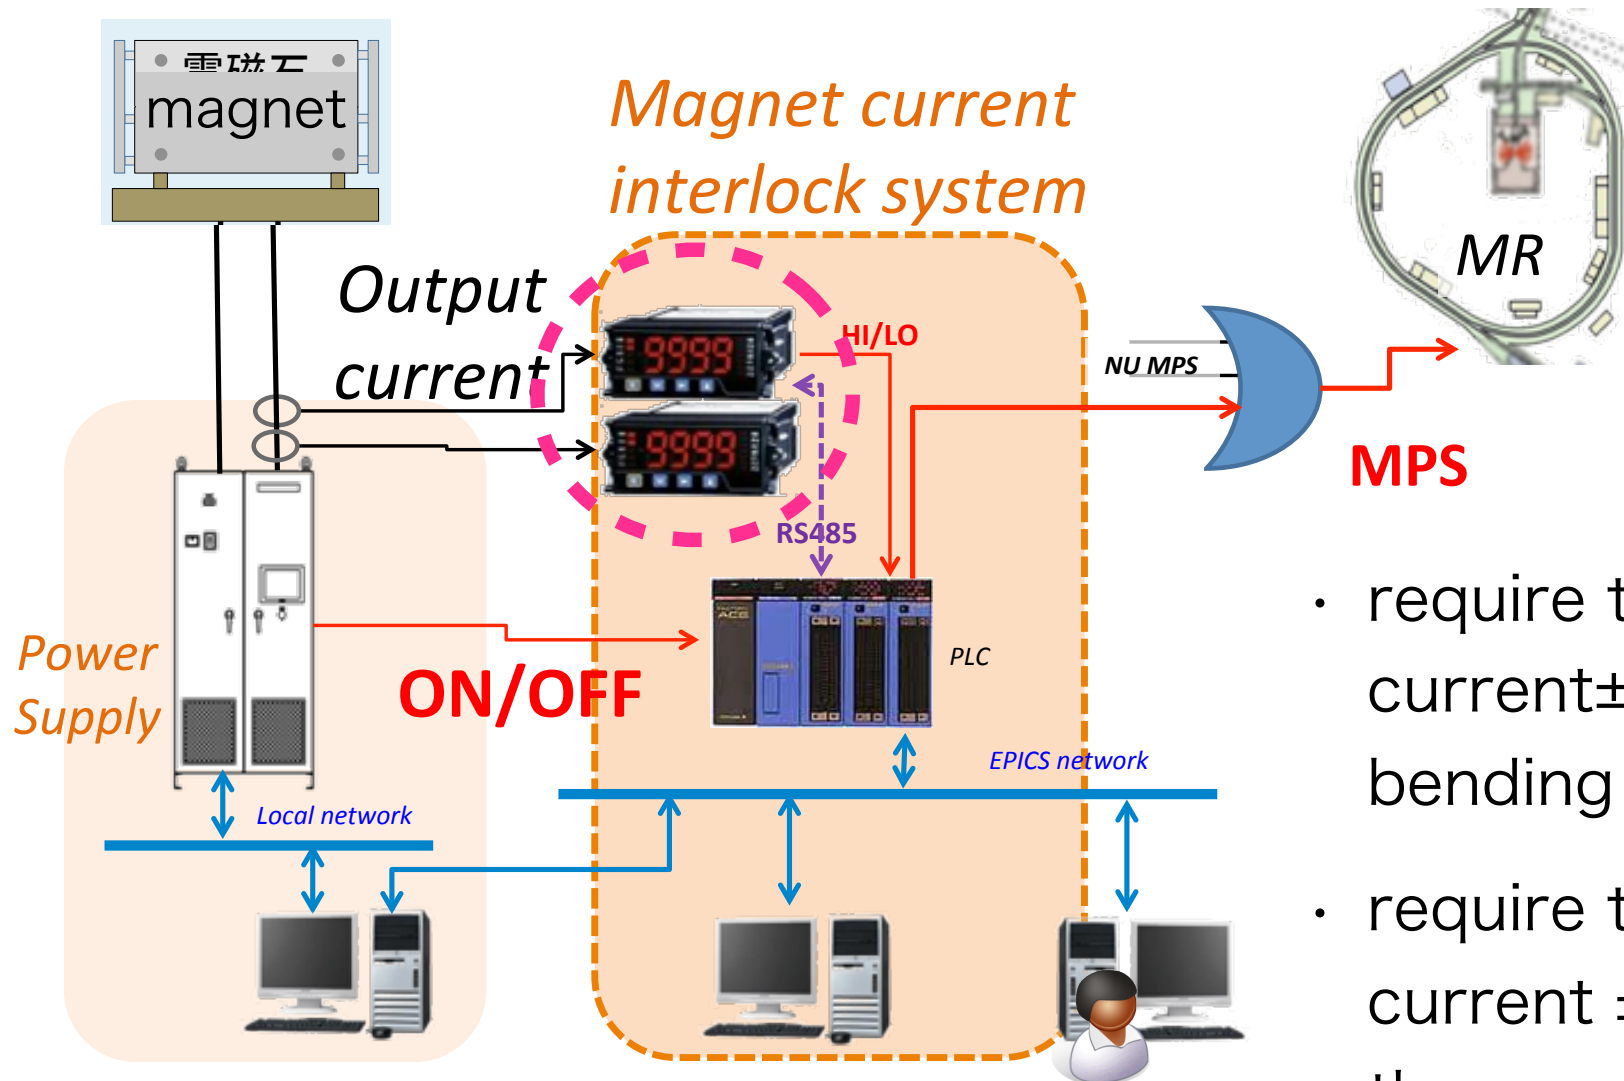 電磁石
magnet
Magnet current
interlock system
MR
Output
current
HI/LO
9999
9999
NU MPS
MPS
RS485
PLC
Power
Supply
ON/OFF
EPICS network
Local network
· require t
current±
bending
· require t
current ±